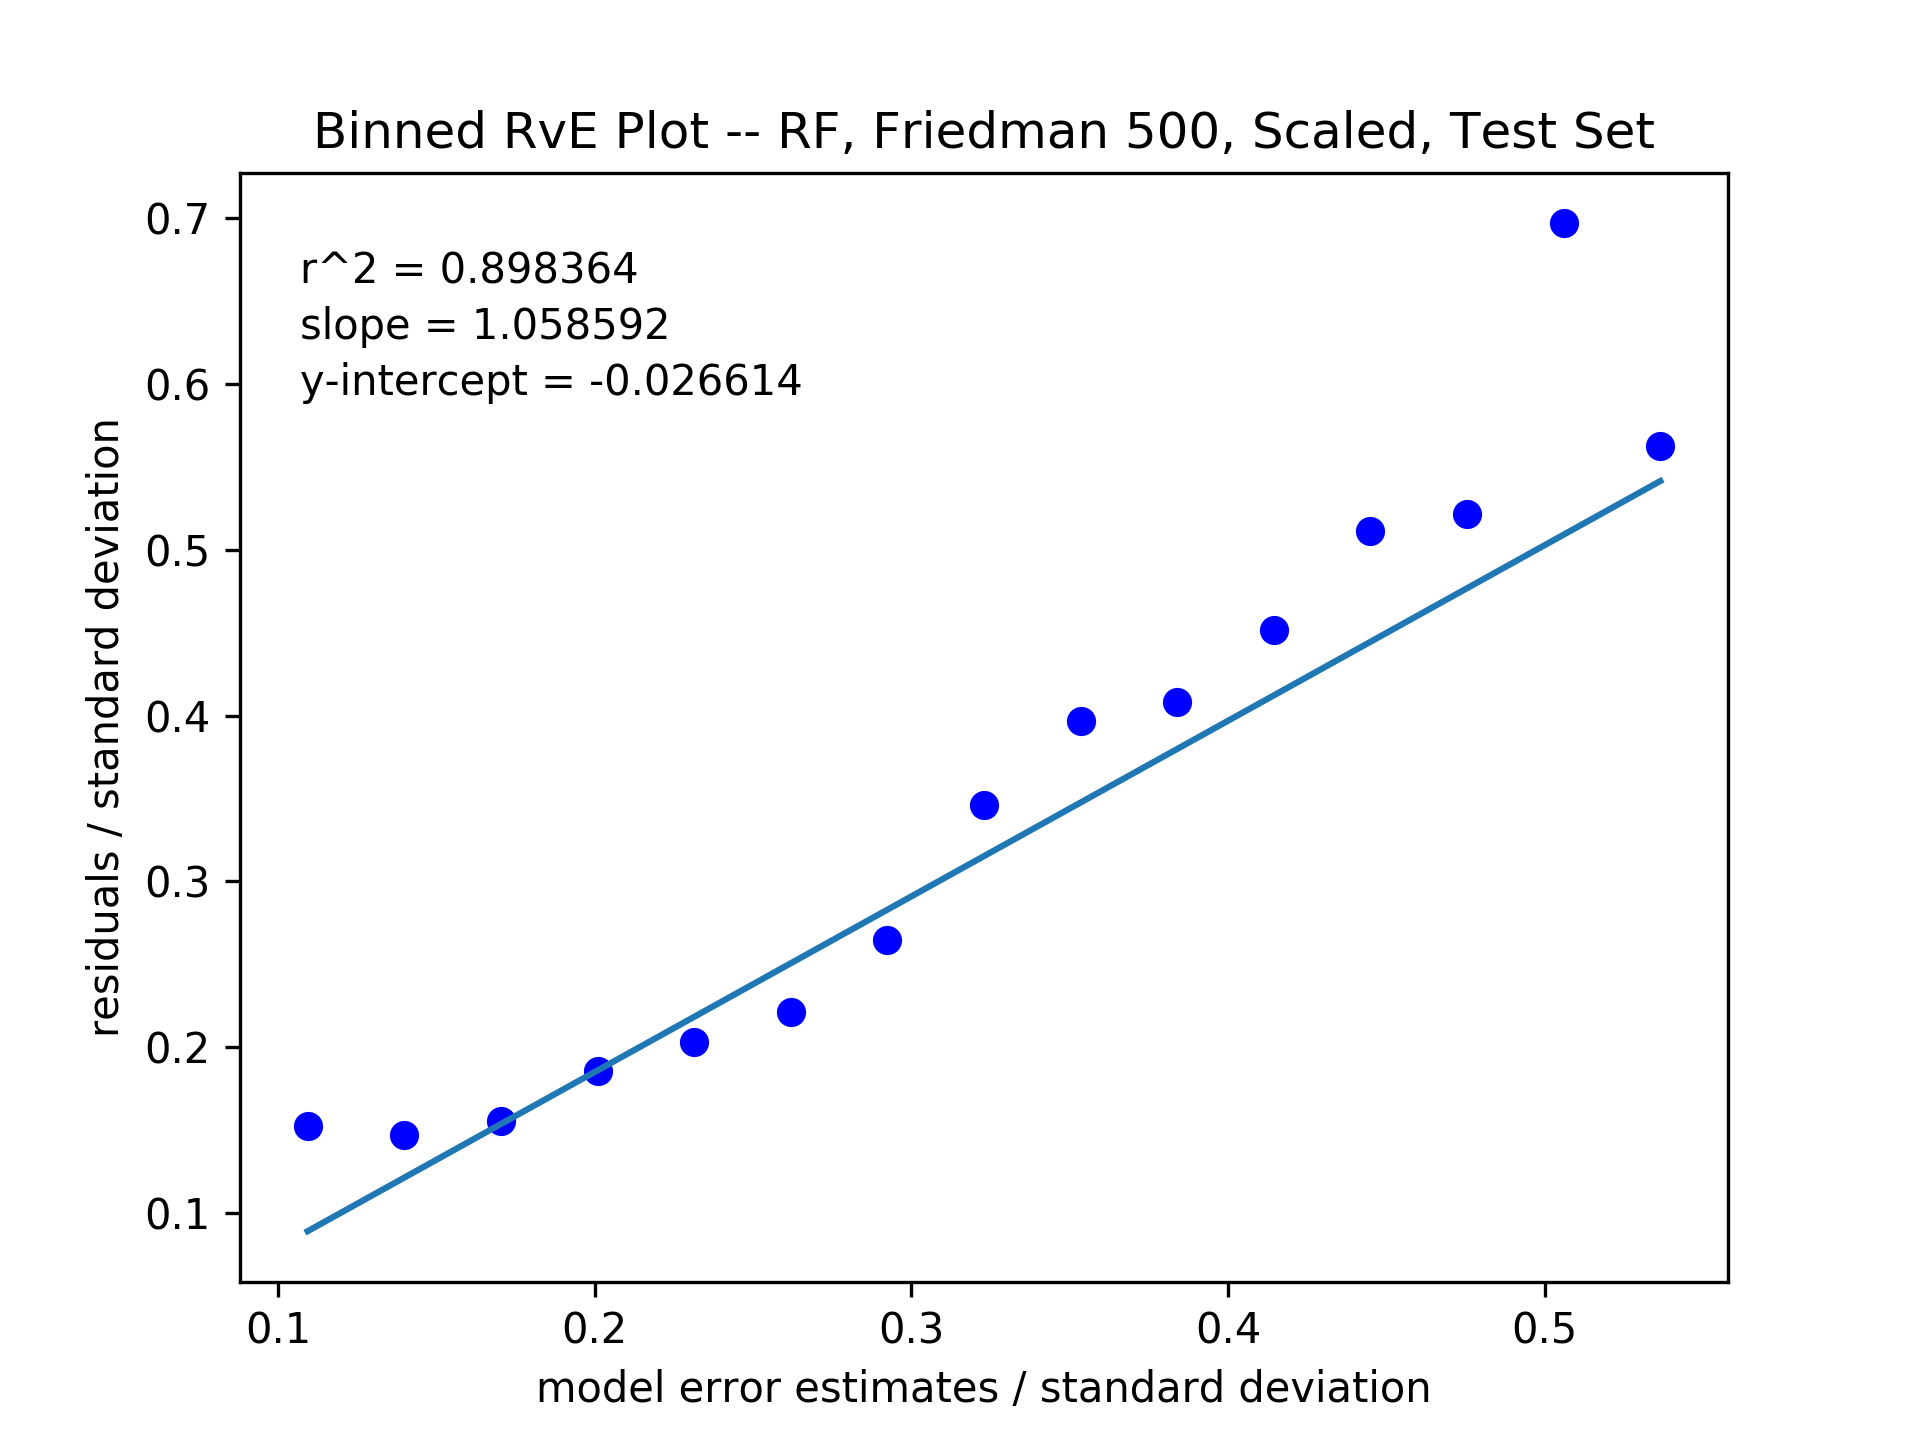 Binned RvE Plot -- RF, Friedman 500, Scaled, Test Set
r^2 = 0.898364
slope = 1.058592
y-intercept = -0.026614
residuals / standard deviation
0.7
0.6
0.5
0.4
0.3
0.2
0.1
0.1 0.2 0.3 0.4 0.5
model error estimates / standard deviation